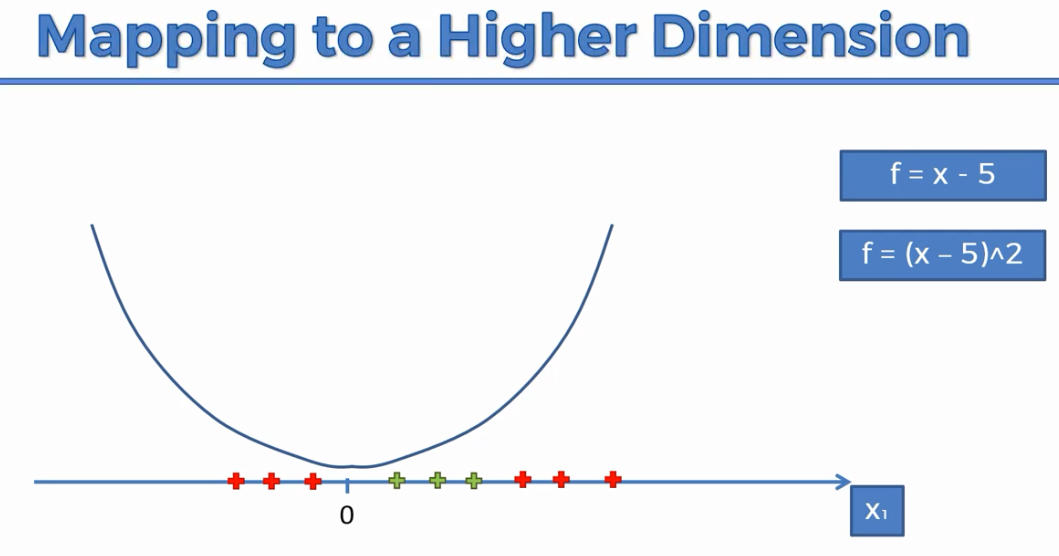 Mapping to a Higher Dimension
f = x - 5
f = (x – 5)^2
0
x₁